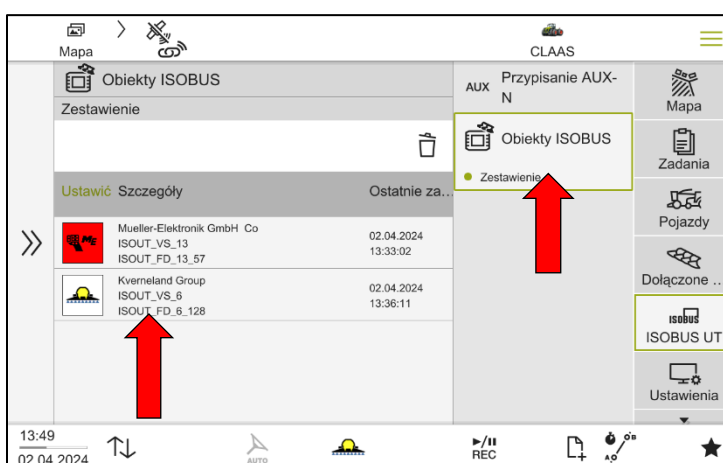 Mapa
CLAAS
Obiekty ISOBUS
Zestawienie
Ustawić Szczegóły Ostatnie za...
ME
Mueller-Elektronik GmbH Co
ISOUT_VS_13
ISOUT_FD_13_57
02.04.2024
13:33:02
Kverneland Group
ISOUT_VS_6
ISOUT_FD_6_128
02.04.2024
13:36:11
AUX Przypisanie AUX-
N
Obiekty ISOBUS
Zestawienie
Mapa
Zadania
Pojazdy
Dołączone ...
ISOBUS
ISOBUS UT
Ustawienia
13:49
02.04.2024
AUTO
REC